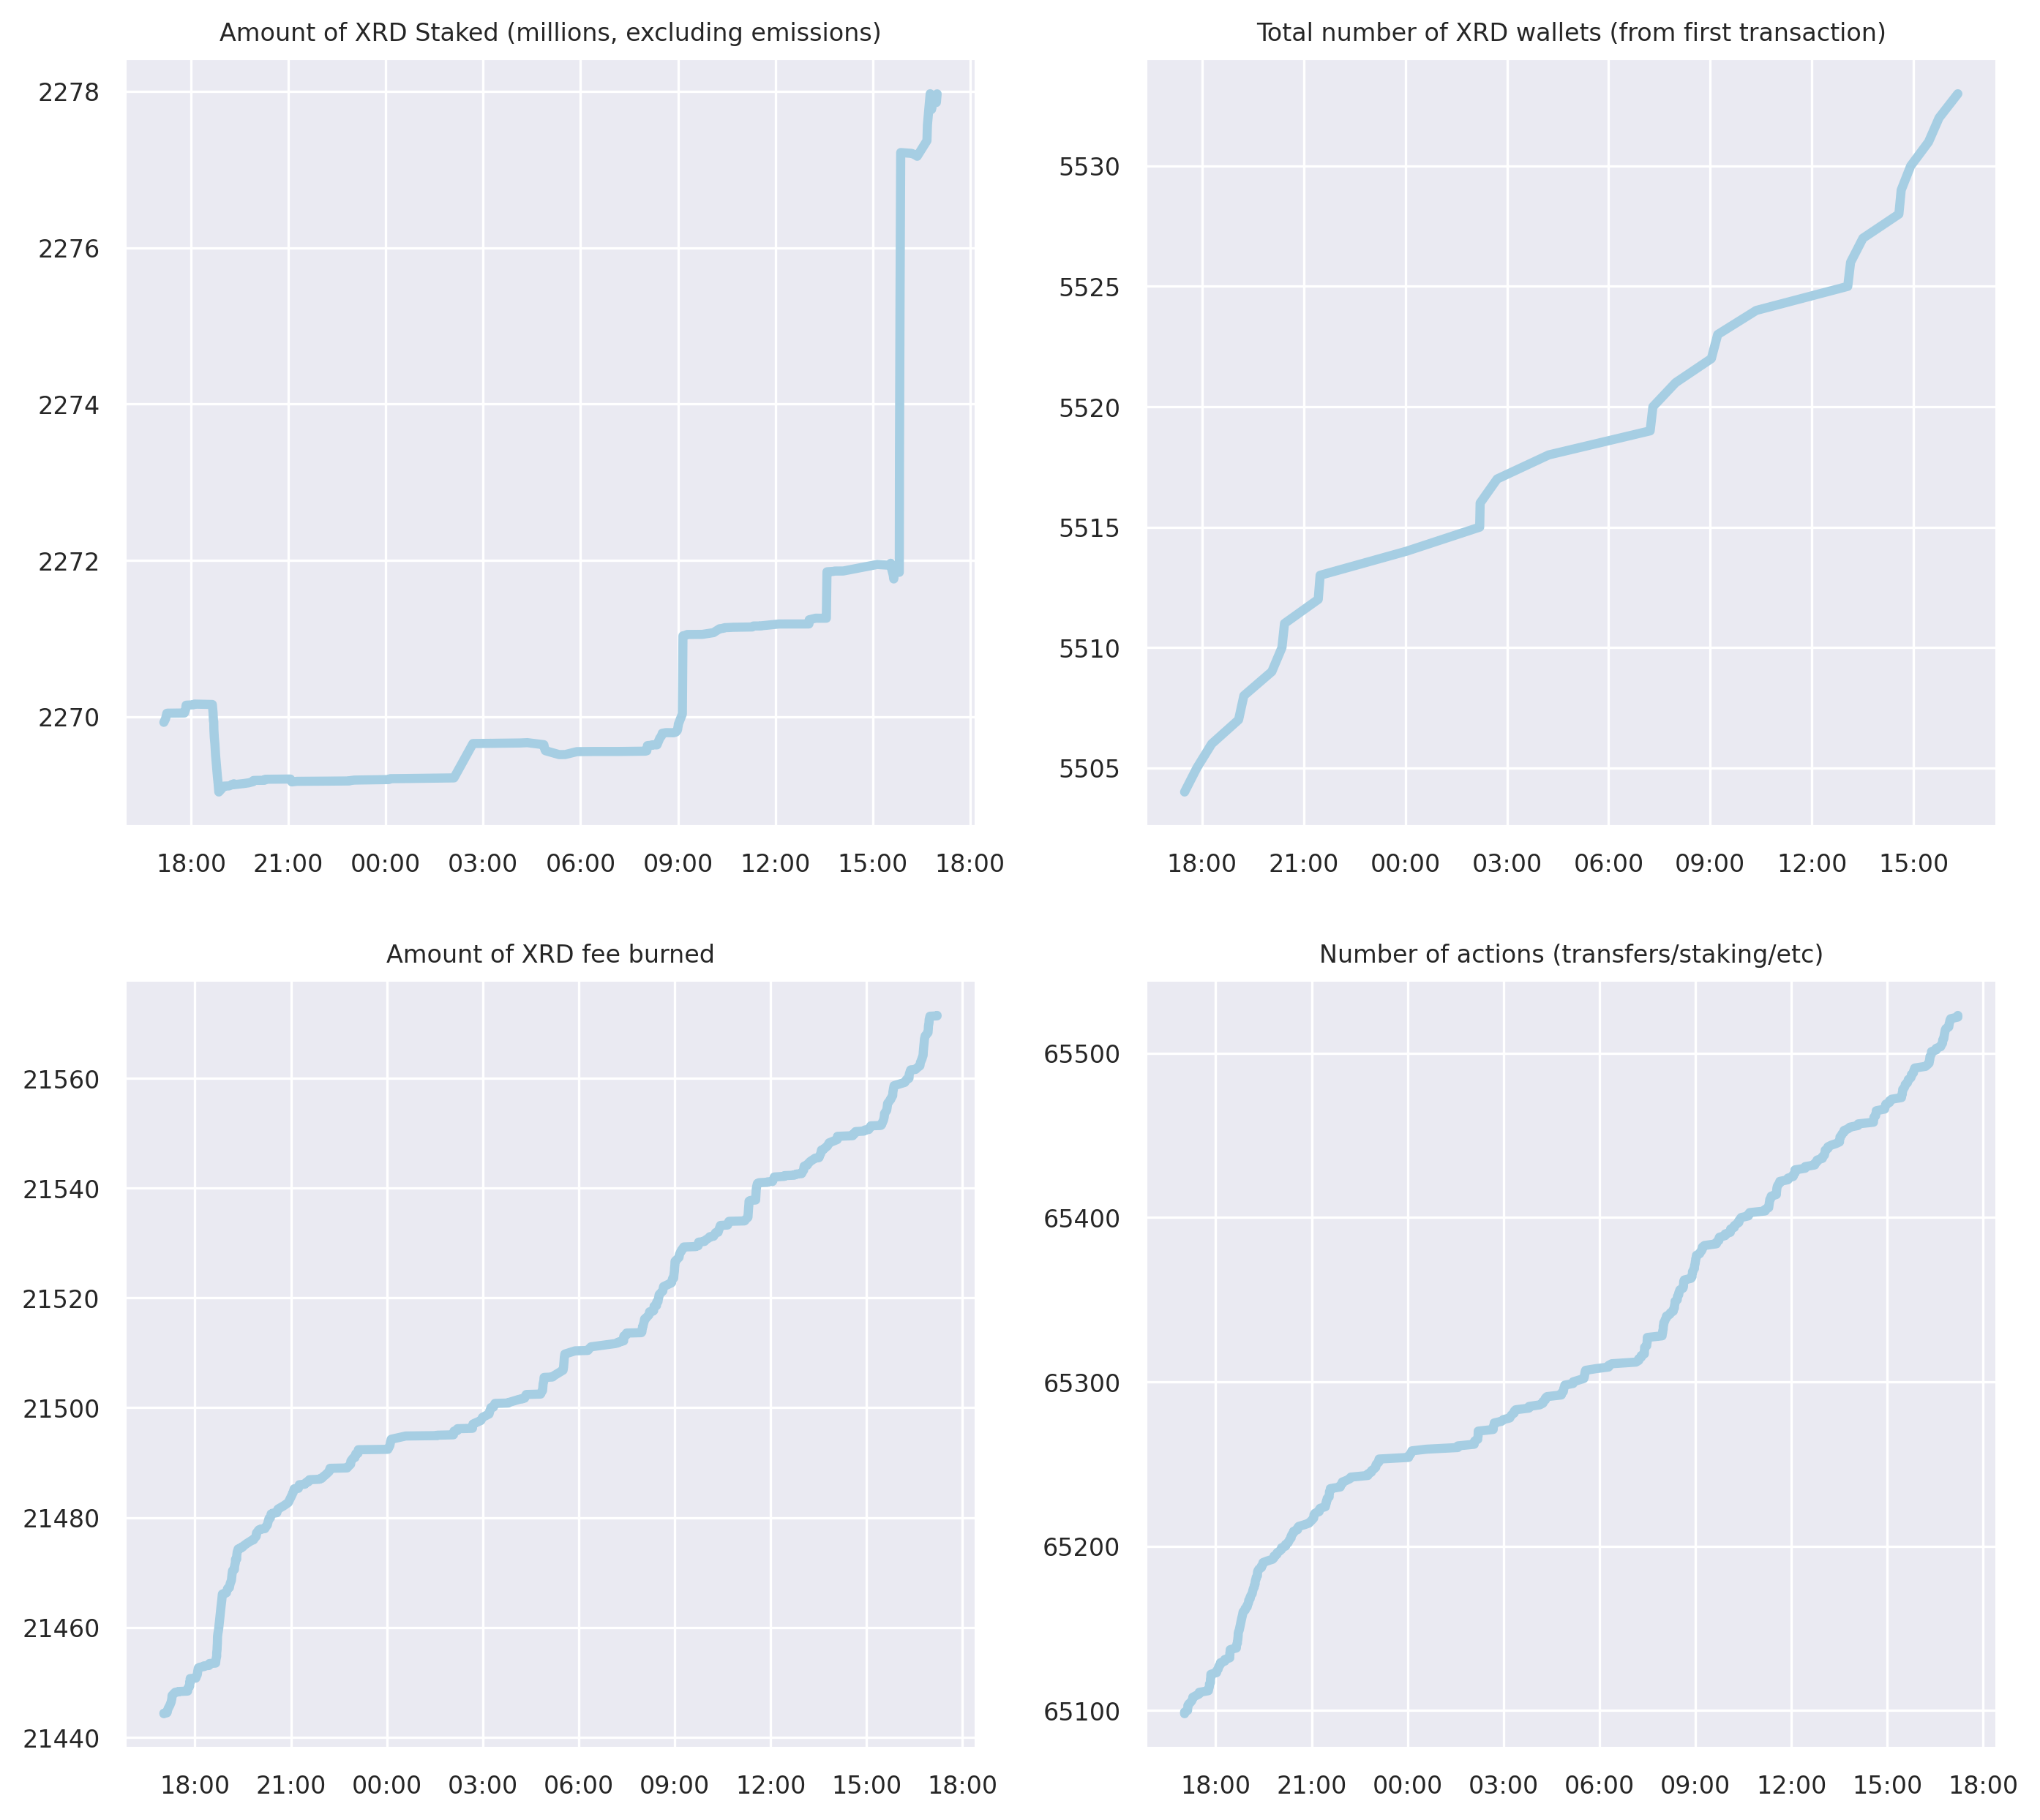 Amount of XRD Staked (millions, excluding emissions)
2278
2276
2274
2272
2270
18:00 21:00 00:00 03:00 06:00 09:00 12:00 15:00 18:00
Total number of XRD wallets (from first transaction)
5530
5525
5520
5515
5510
5505
18:00 21:00 00:00 03:00 06:00 09:00 12:00 15:00
Amount of XRD fee burned
21560
21540
21520
21500
21480
21460
21440
18:00 21:00 00:00 03:00 06:00 09:00 12:00 15:00 18:00
Number of actions (transfers/staking/etc)
65500
65400
65300
65200
65100
18:00 21:00 00:00 03:00 06:00 09:00 12:00 15:00 18:00